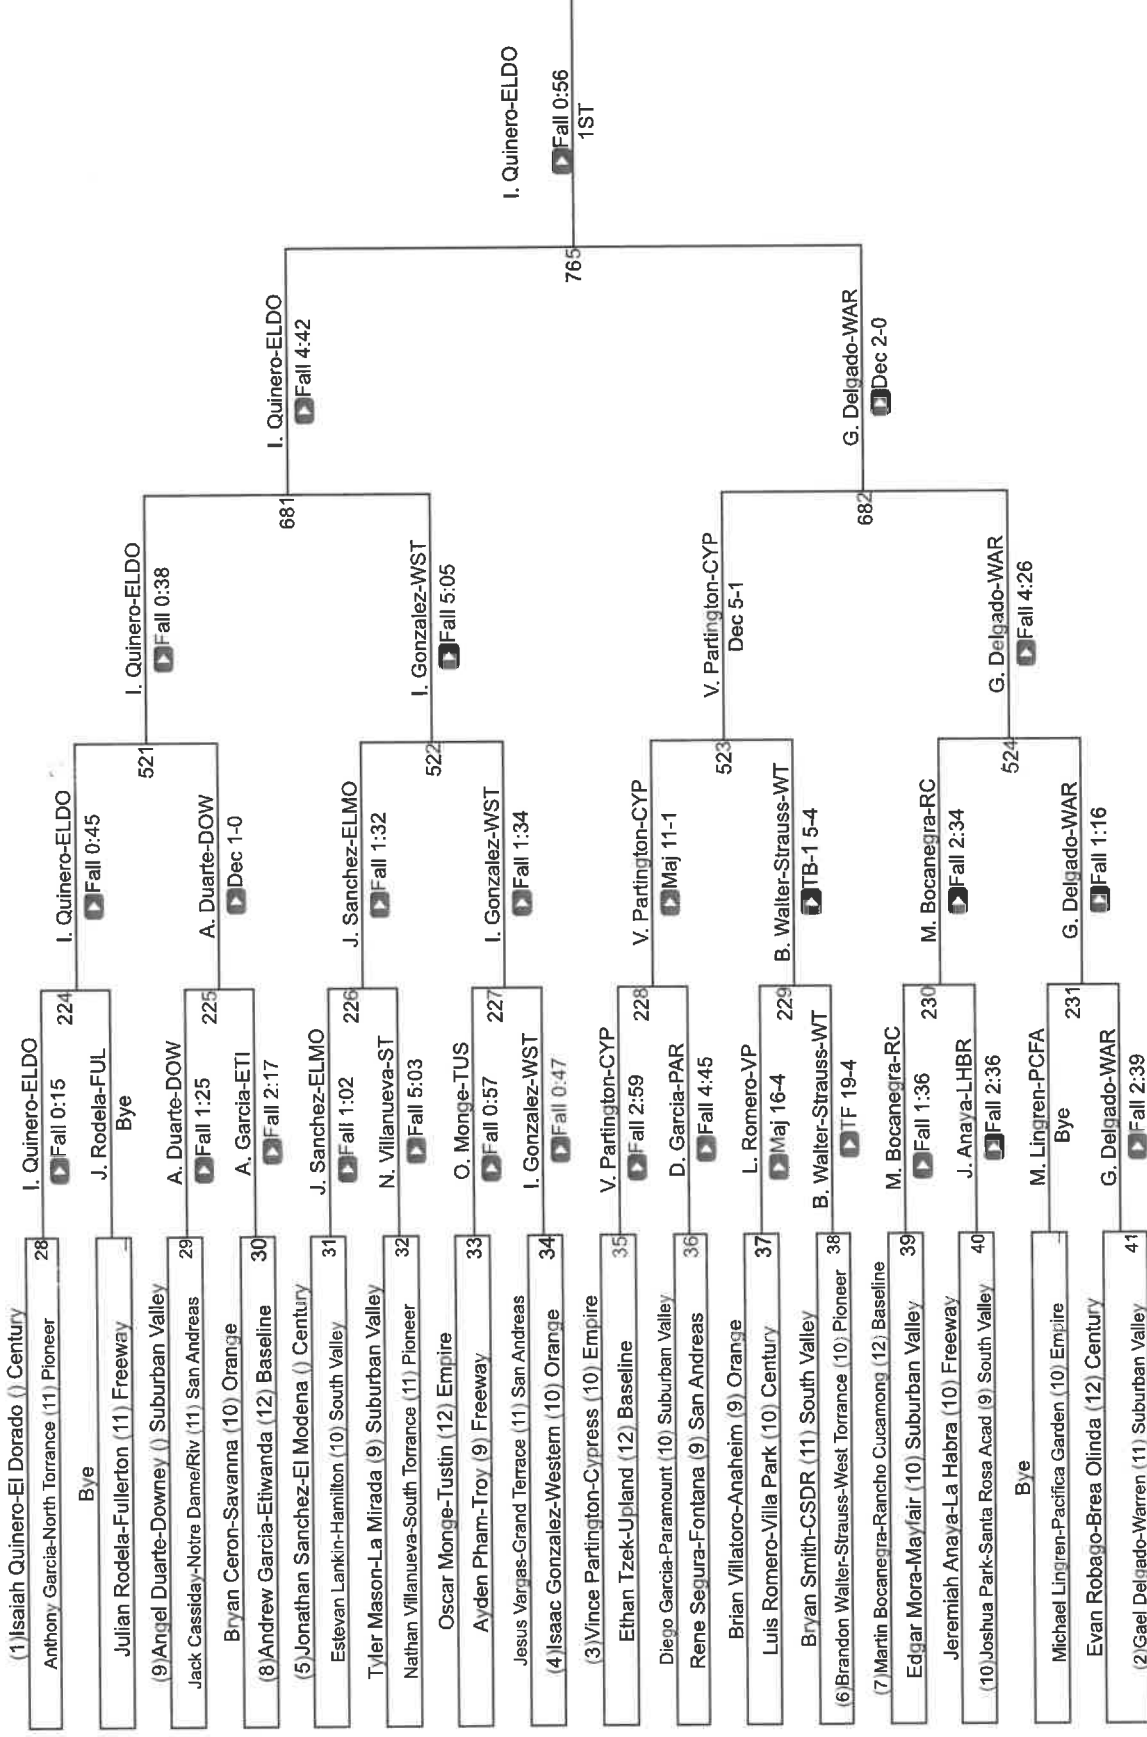 (1)Isaiah Quinero-El Dorado () Century
28
Anthony Garcia-North Torrance (11) Pioneer
Bye
Julian Rodela-Fullerton (11) Freeway
(9)Angel Duarte-Downey () Suburban Valley
29
Jack Cassiday-Notre Dame/Riv (11) San Andreas
Bryan Ceron-Savanna (10) Orange
30
(8)Andrew Garcia-Etiwanda (12) Baseline
(5)Jonathan Sanchez-El Modena () Century
31
Estevan Lankin-Hamilton (10) South Valley
Tyler Mason-La Mirada (9) Suburban Valley
32
Nathan Villanueva-South Torrance (11) Pioneer
Oscar Monge-Tustin (12) Empire
33
Ayden Pham-Troy (9) Freeway
Jesus Vargas-Grand Terrace (11) San Andreas
34
(4)Isaac Gonzalez-Western (10) Orange
(3)Vince Partington-Cypress (10) Empire
35
Ethan Tzek-Upland (12) Baseline
Diego Garcia-Paramount (10) Suburban Valley
36
Rene Segura-Fontana (9) San Andreas
Brian Villatoro-Anaheim (9) Orange
37
Luis Romero-Villa Park (10) Century
Bryan Smith-CSDR (11) South Valley
38
(6)Brandon Walter-Strauss-West Torrance (10) Pioneer
(7)Martin Bocanegra-Rancho Cucamong (12) Baseline
39
Edgar Mora-Mayfair (10) Suburban Valley
Jeremiah Anaya-La Habra (10) Freeway
40
(10)Joshua Park-Santa Rosa Acad (9) South Valley
Bye
Michael Lingren-Pacifica Garden (10) Empire
Evan Robago-Brea Olinda (12) Century
41
(2)Gael Delgado-Warren (11) Suburban Valley
I. Quinero-ELDO
Fall 0:15
224
J. Rodela-FUL
Bye
A. Duarte-DOW
Fall 1:25
225
A. Garcia-ETI
Fall 2:17
J. Sanchez-ELMO
Fall 1:02
226
N. Villanueva-ST
Fall 5:03
O. Monge-TUS
Fall 0:57
227
I. Gonzalez-WST
Fall 0:47
V. Partington-CYP
Fall 2:59
228
D. Garcia-PAR
Fall 4:45
L. Romero-VP
Maj 16-4
229
B. Walter-Strauss-WT
TF 19-4
M. Bocanegra-RC
Fall 1:36
230
J. Anaya-LHBR
Fall 2:36
M. Lingren-PCFA
Bye
231
G. Delgado-WAR
Fall 2:39
I. Quinero-ELDO
Fall 0:45
521
A. Duarte-DOW
Dec 1-0
J. Sanchez-ELMO
Fall 1:32
522
I. Gonzalez-WST
Fall 1:34
V. Partington-CYP
Maj 11-1
523
B. Walter-Strauss-WT
TB-1 5-4
M. Bocanegra-RC
Fall 2:34
524
G. Delgado-WAR
Fall 1:16
I. Quinero-ELDO
Fall 0:38
681
I. Gonzalez-WST
Fall 5:05
V. Partington-CYP
Dec 5-1
682
G. Delgado-WAR
Fall 4:26
I. Quinero-ELDO
Fall 4:42
765
G. Delgado-WAR
Dec 2-0
I. Quinero-ELDO
Fall 0:56
1ST